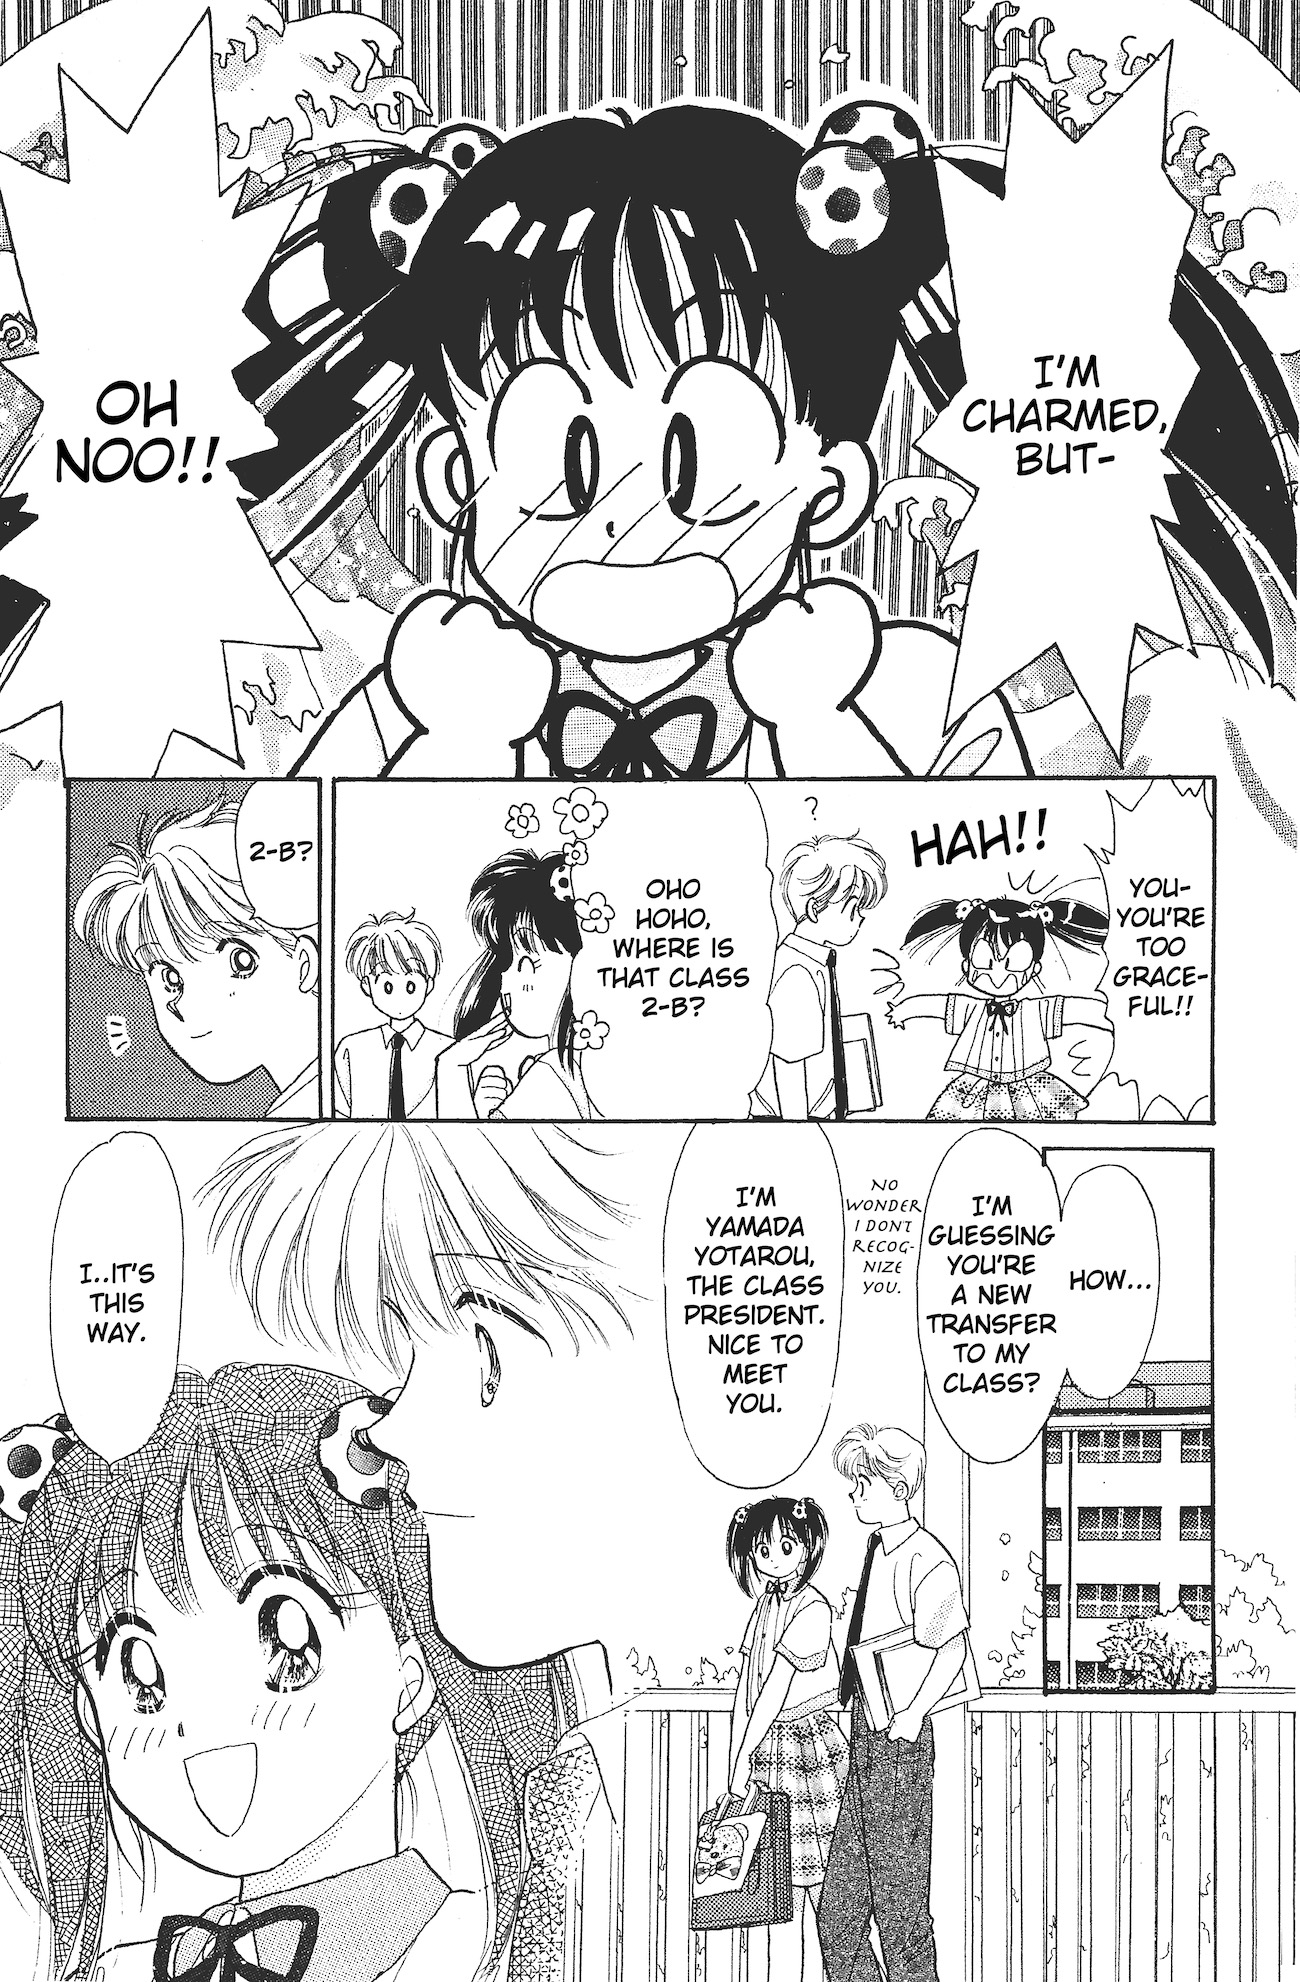 I'M
CHARMED,
BUT-
OH
NOO!!
YOU-
YOU'RE
TOO
GRACE-
FUL!!
HAH!!
?
OHO
HOHO,
WHERE IS
THAT CLASS
2-B?
2-B?
HOW...
I'M
GUESSING
YOU'RE
A NEW
TRANSFER
TO MY
CLASS?
NO
WONDER
I DON'T
RECOG-
NIZE
YOU.
I'M
YAMADA
YOTAROU,
THE CLASS
PRESIDENT.
NICE TO
MEET
YOU.
I..IT'S
THIS
WAY.